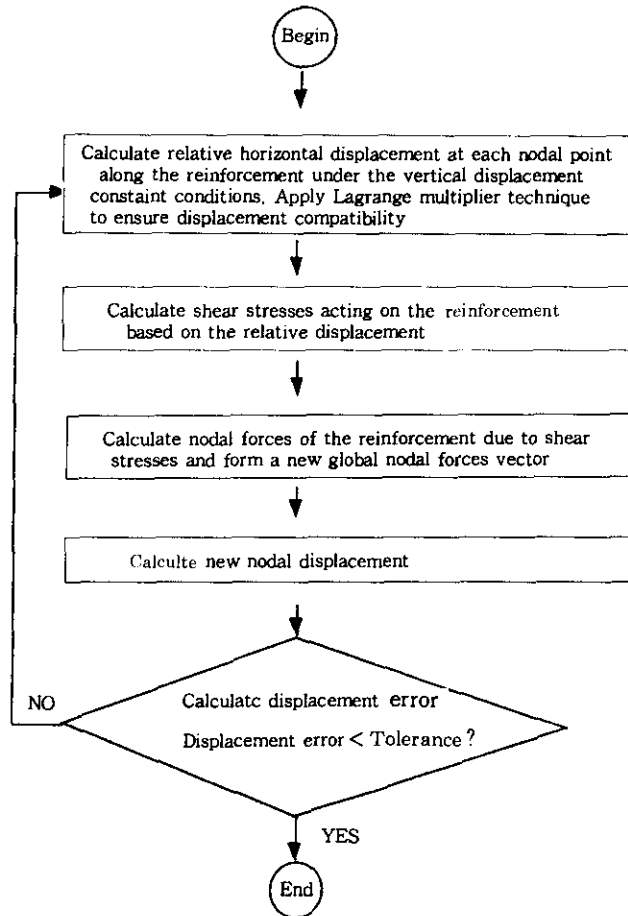 Begin
Calculate relative horizontal displacement at each nodal point
along the reinforcement under the vertical displacement
constaint conditions. Apply Lagrange multiplier technique
to ensure displacement compatibility
Calculate shear stresses acting on the reinforcement
based on the relative displacement
Calculate nodal forces of the reinforcement due to shear
stresses and form a new global nodal forces vector
Calculte new nodal displacement
Calculate displacement error
Displacement error < Tolerance ?
NO
YES
End